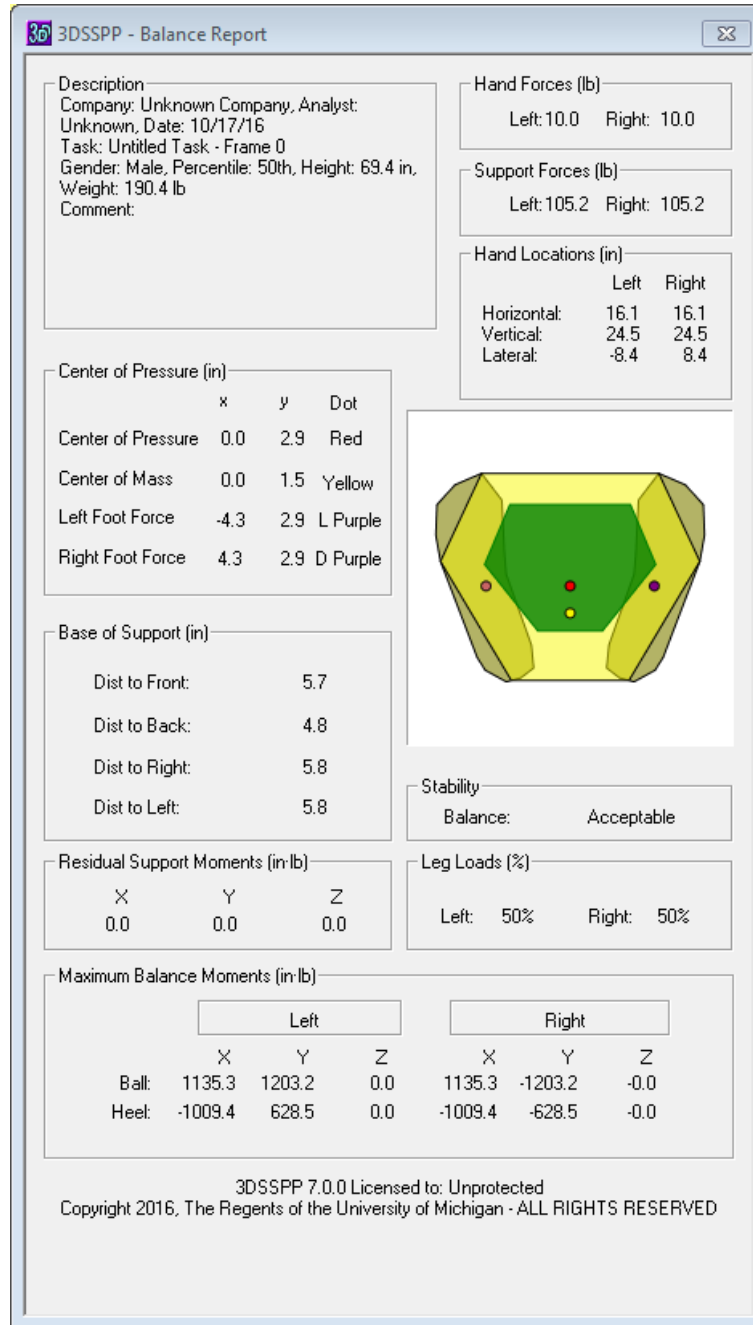 3D 3DSSPP - Balance Report
Description
Company: Unknown Company, Analyst:
Unknown, Date: 10/17/16
Task: Untitled Task - Frame 0
Gender: Male, Percentile: 50th, Height: 69.4 in,
Weight: 190.4 lb
Comment:
Hand Forces (lb)
Left: 10.0 Right: 10.0
Support Forces (lb)
Left: 105.2 Right: 105.2
Hand Locations (in)
Left Right
Horizontal: 16.1 16.1
Vertical: 24.5 24.5
Lateral: -8.4 8.4
Center of Pressure (in)
x y Dot
Center of Pressure 0.0 2.9 Red
Center of Mass 0.0 1.5 Yellow
Left Foot Force -4.3 2.9 L Purple
Right Foot Force 4.3 2.9 D Purple
Base of Support (in)
Dist to Front: 5.7
Dist to Back: 4.8
Dist to Right: 5.8
Dist to Left: 5.8
Stability
Balance: Acceptable
Residual Support Moments (in·lb)
X Y Z
0.0 0.0 0.0
Leg Loads (%)
Left: 50% Right: 50%
Maximum Balance Moments (in·lb)
Left Right
X Y Z X Y Z
Ball: 1135.3 1203.2 0.0 1135.3 -1203.2 -0.0
Heel: -1009.4 628.5 0.0 -1009.4 -628.5 -0.0
3DSSPP 7.0.0 Licensed to: Unprotected
Copyright 2016, The Regents of the University of Michigan - ALL RIGHTS RESERVED